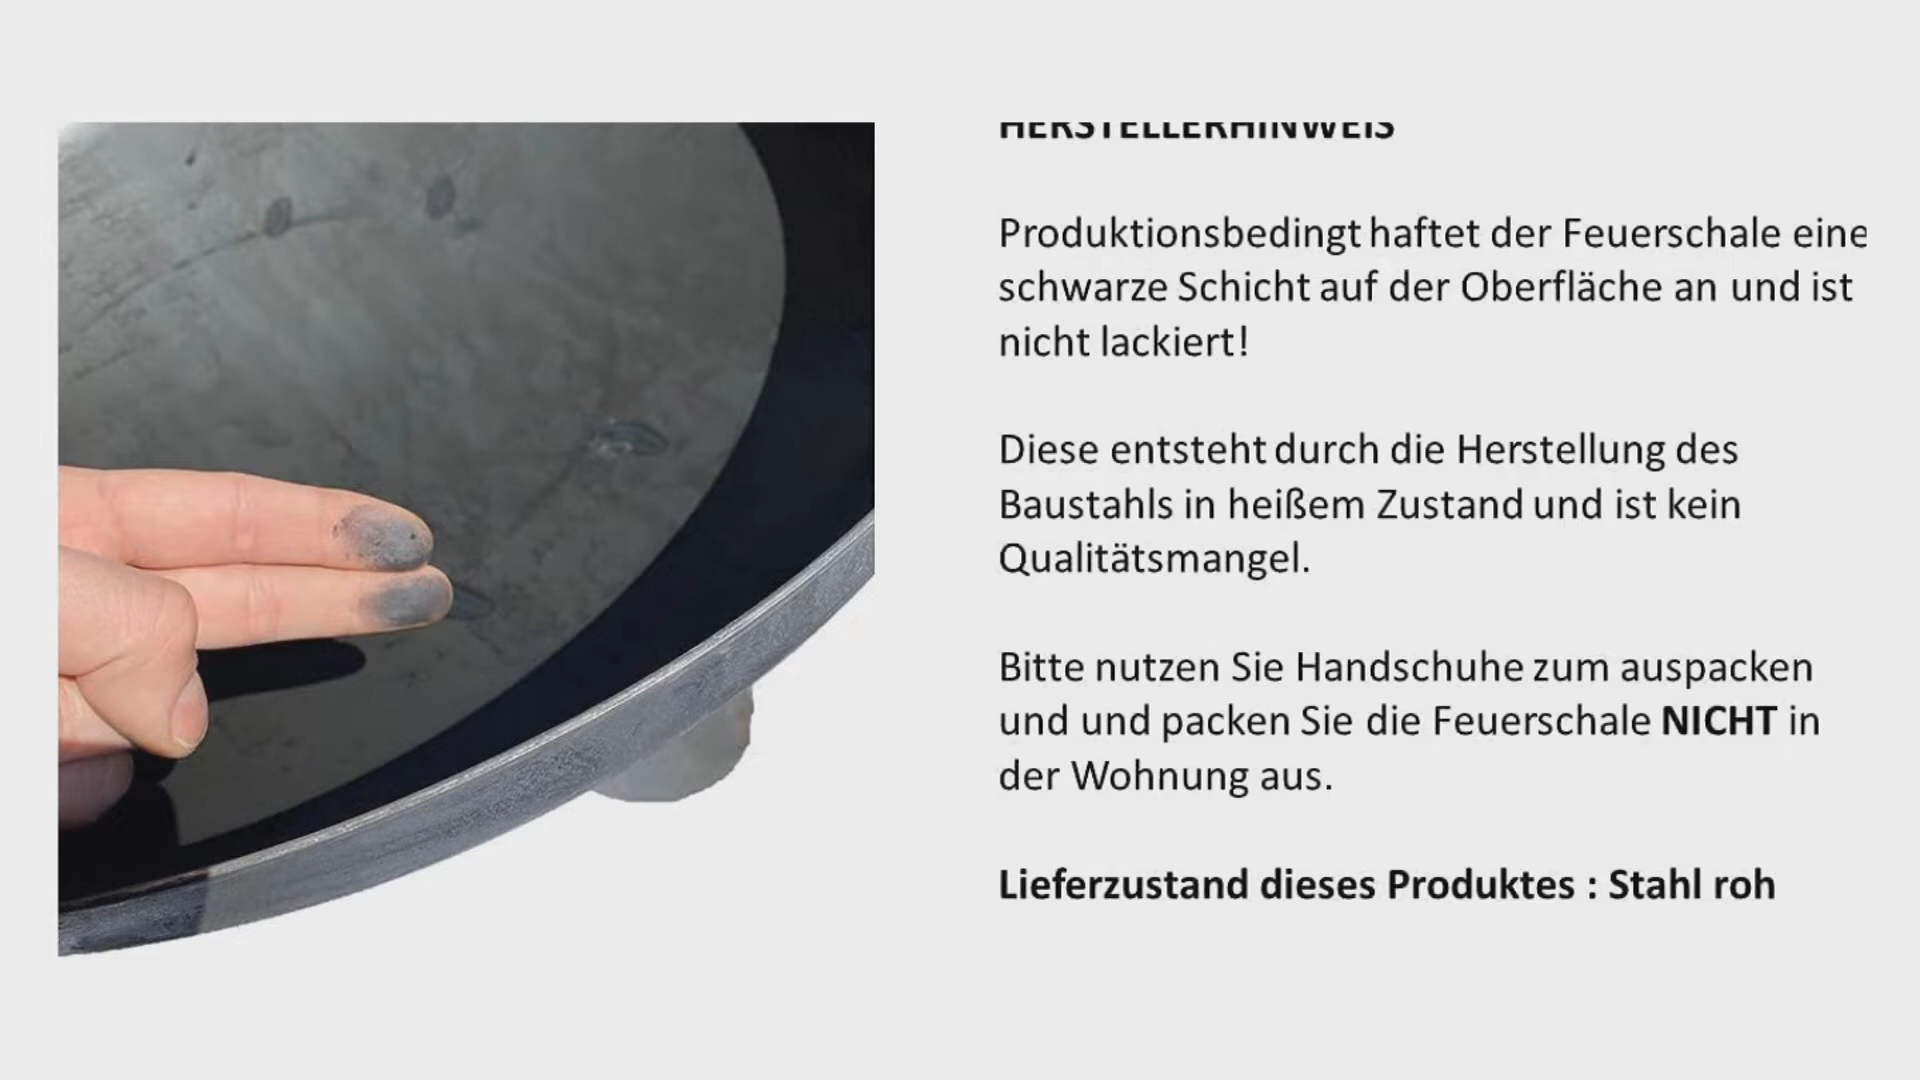 HERSTELLERHINWEIS
Produktionsbedingt haftet der Feuerschale eine
schwarze Schicht auf der Oberfläche an und ist
nicht lackiert!
Diese entsteht durch die Herstellung des
Baustahls in heißem Zustand und ist kein
Qualitätsmangel.
Bitte nutzen Sie Handschuhe zum auspacken
und und packen Sie die Feuerschale NICHT in
der Wohnung aus.
Lieferzustand dieses Produktes : Stahl roh